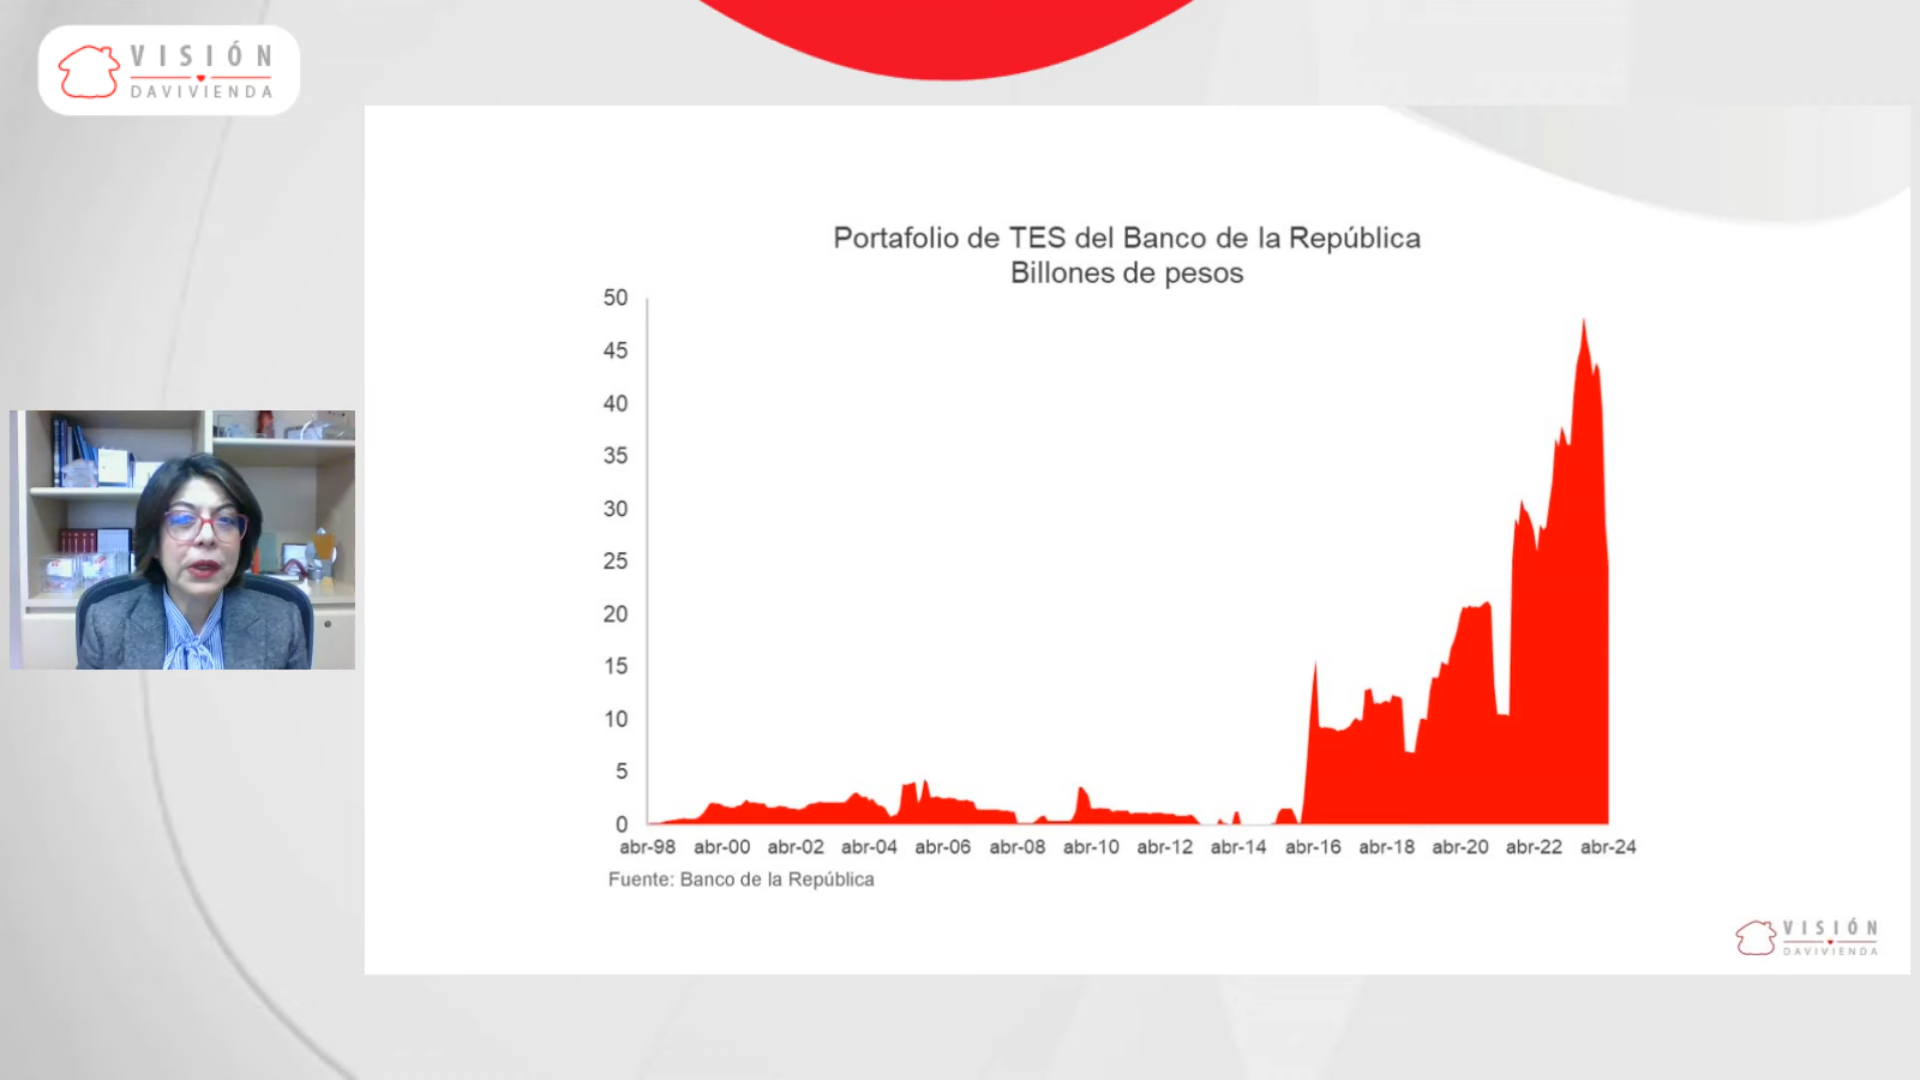 VISIÓN
DAVIVIENDA
Portafolio de TES del Banco de la República
Billones de pesos
50
45
40
35
30
25
20
15
10
5
0
abr-98 abr-00 abr-02 abr-04 abr-06 abr-08 abr-10 abr-12 abr-14 abr-16 abr-18 abr-20 abr-22 abr-24
Fuente: Banco de la República
VISIÓN
DAVIVIENDA